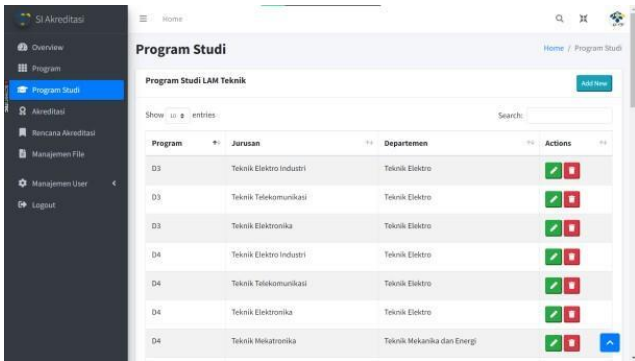 SI Akreditasi
Home
Overview
Program Studi
Home / Program Studi
Program
Program Studi
Program Studi LAM Teknik
Add New
Akreditasi
Rencana Akreditasi
Show 10 entries
Search:
Manajemen File
Program Jurusan Departemen Actions
D3 Teknik Elektro Industri Teknik Elektro
Manajemen User
D3 Teknik Telekomunikasi Teknik Elektro
Logout
D3 Teknik Elektronika Teknik Elektro
D4 Teknik Elektro Industri Teknik Elektro
D4 Teknik Telekomunikasi Teknik Elektro
D4 Teknik Elektronika Teknik Elektro
D4 Teknik Mekatronika Teknik Mekanika dan Energi